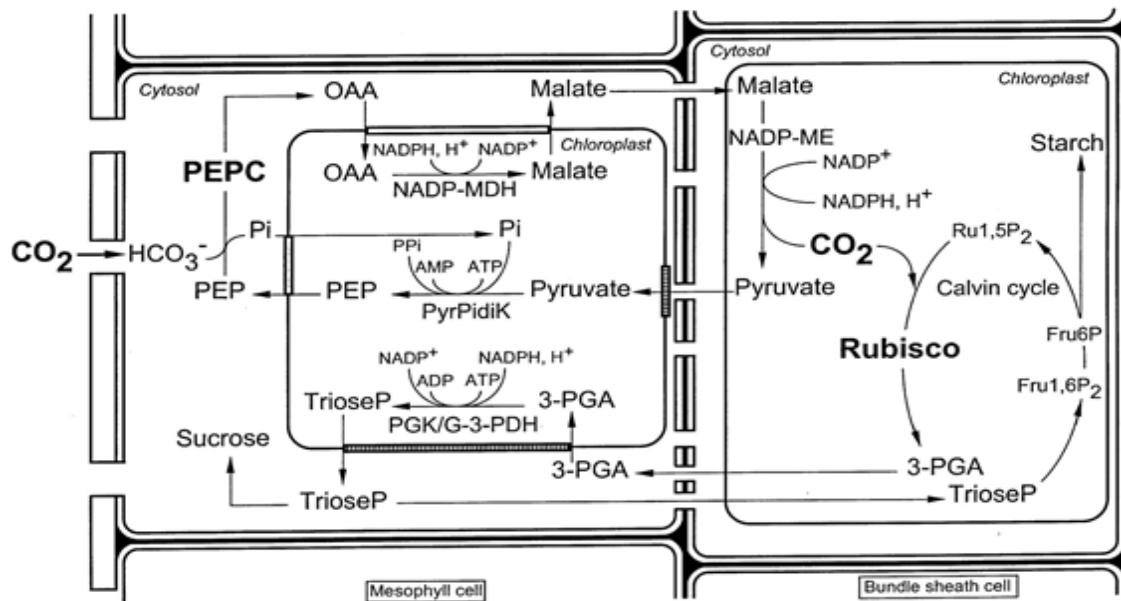 Cytosol
OAA
Malate
PEPC
NADPH, H⁺ NADP⁺ Chloroplast
OAA Malate
NADP-MDH
CO₂ HCO₃⁻ Pi Pi
PPi AMP ATP
PEP PEP Pyruvate
PyrPidiK
NADP⁺ NADPH, H⁺
ADP ATP
TrioseP 3-PGA
PGK/G-3-PDH
Sucrose
3-PGA
TrioseP
Mesophyll cell
Cytosol
Chloroplast
Malate
NADP-ME
Starch
NADP⁺
NADPH, H⁺
CO₂ Ru1,5P₂
Pyruvate Calvin cycle
Rubisco Fru6P
Fru1,6P₂
3-PGA
TrioseP
Bundle sheath cell